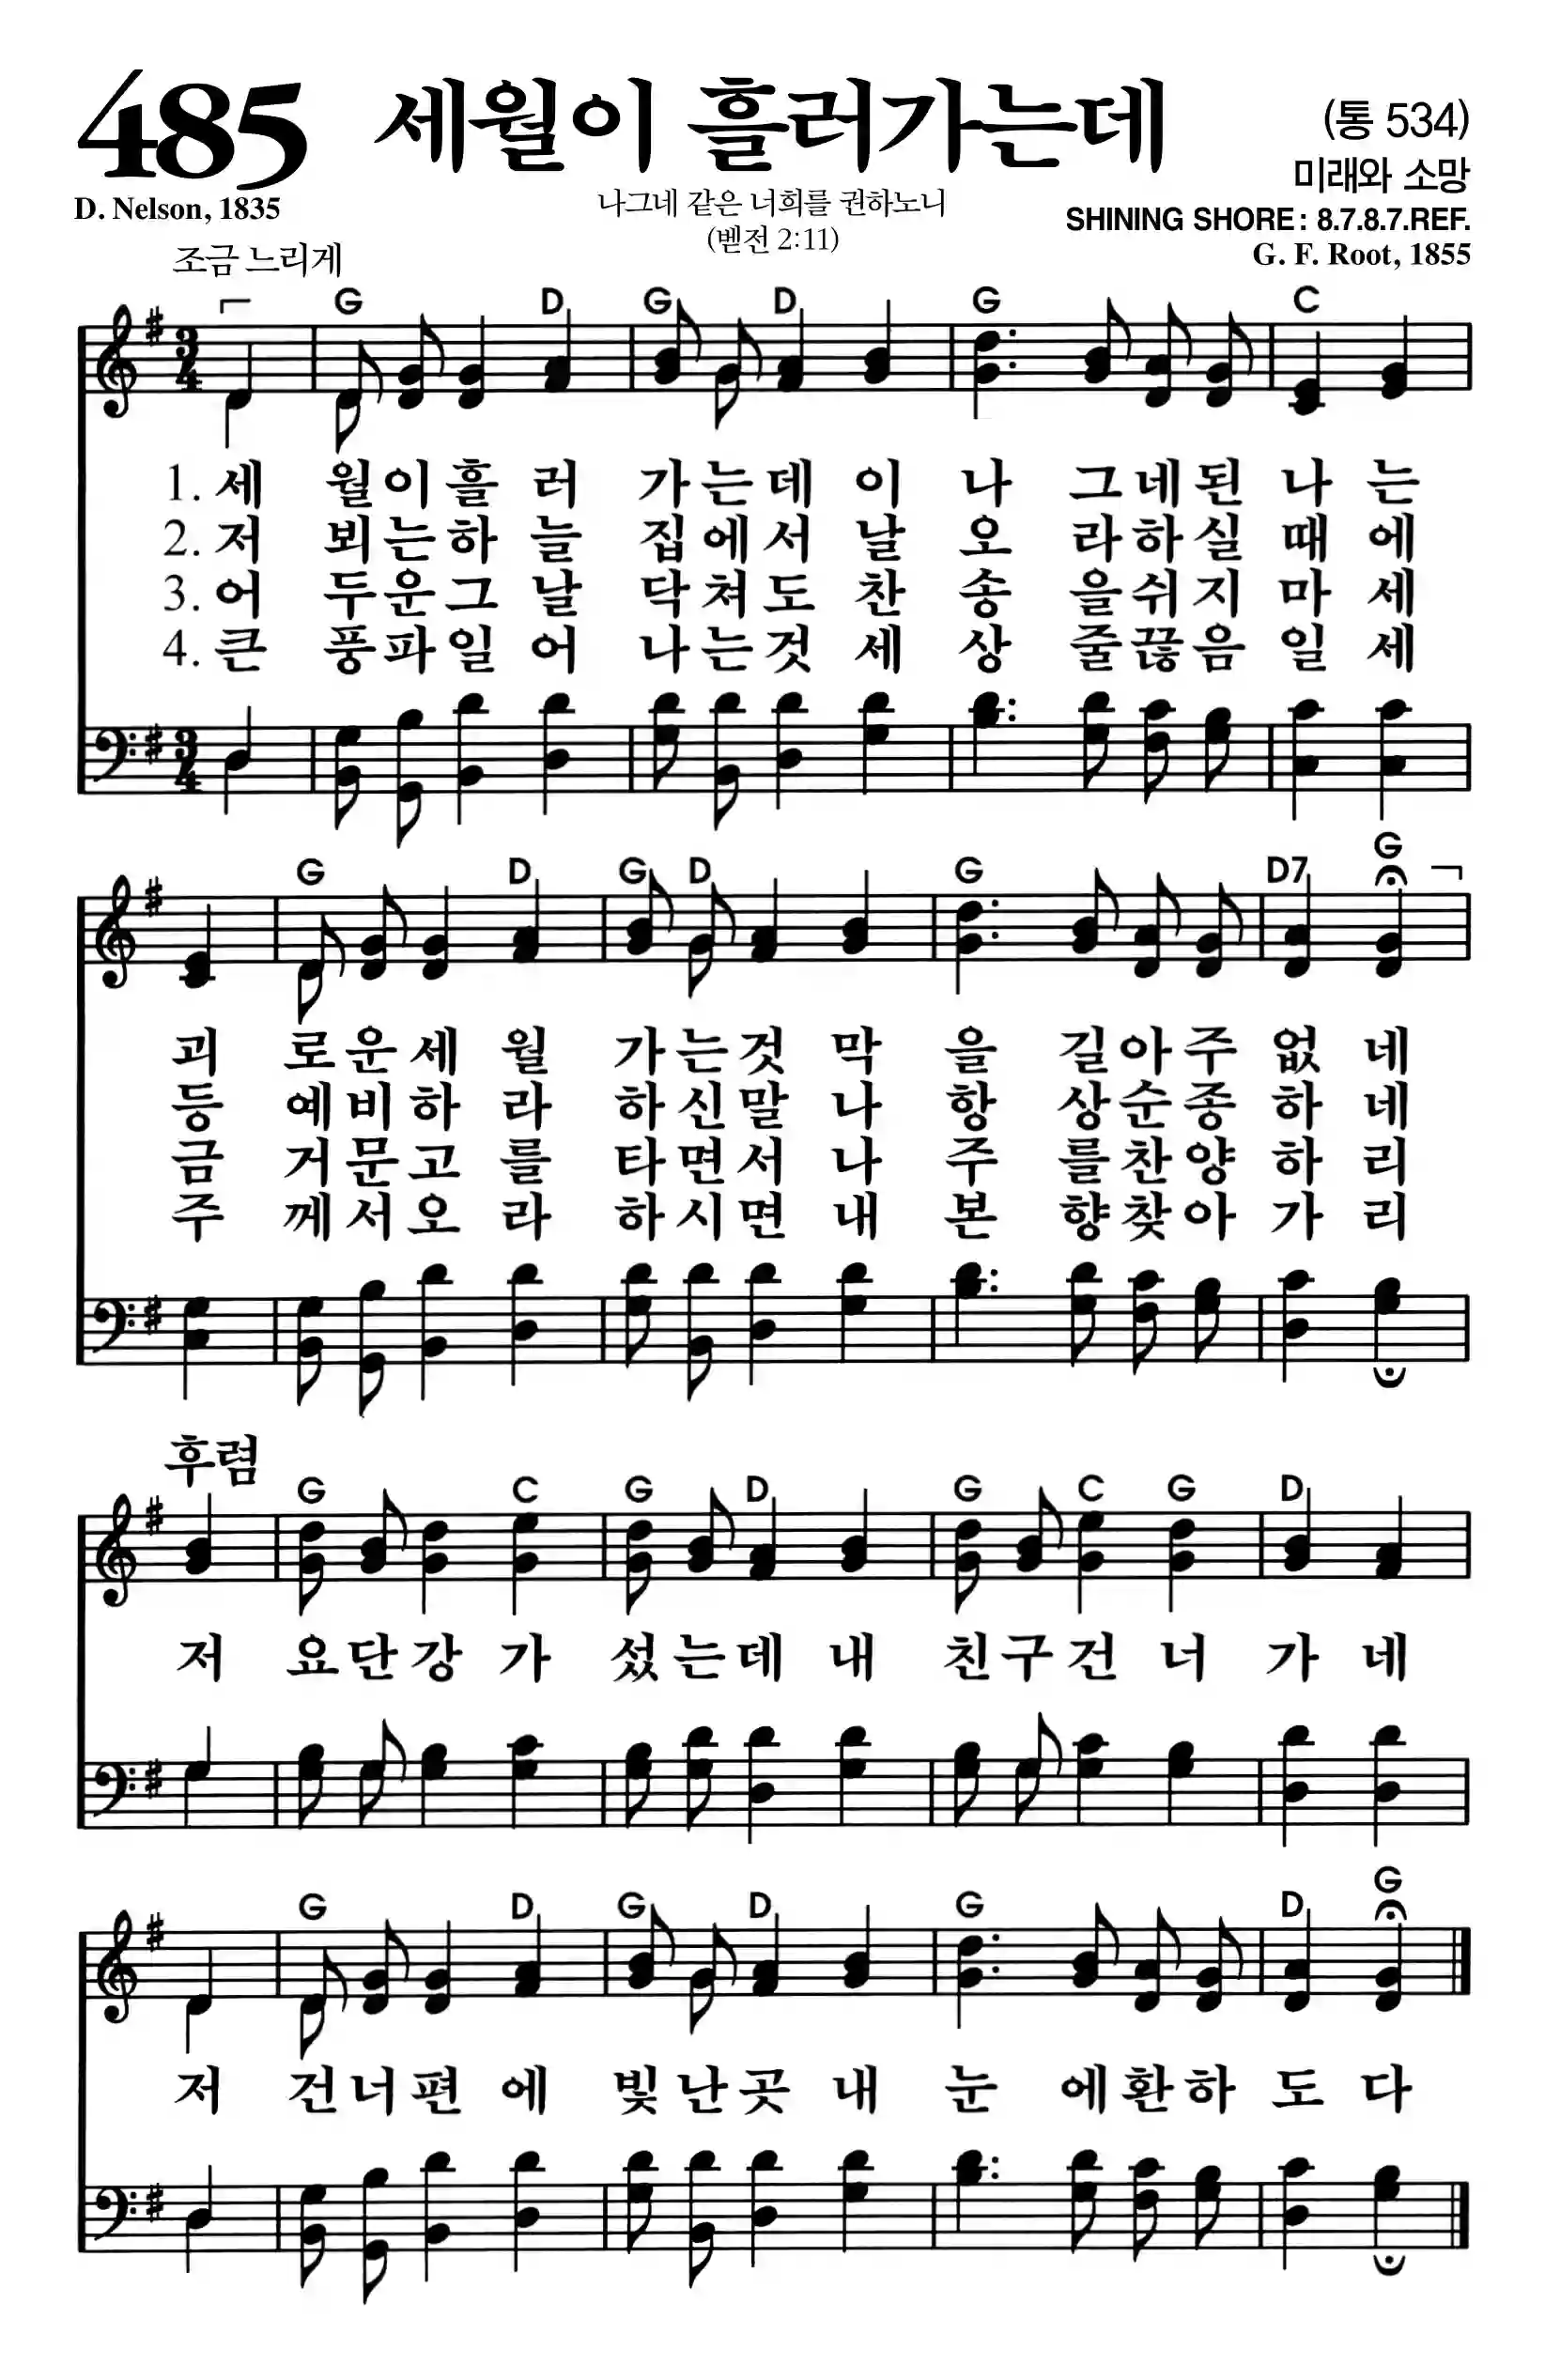 485 세월이 흘러가는데 (통 534)
미래와 소망
D. Nelson, 1835 나그네 같은 너희를 권하노니 SHINING SHORE: 8.7.8.7.REF.
(벧전 2:11) G. F. Root, 1855
조금 느리게
G D G D G C
3 4
1. 세 월이흘 러 가는데 이 나 그네된 나 는
2. 저 뵈는하 늘 집에서 날 오 라하실 때 에
3. 어 두운그 날 닥쳐도 찬 송 을쉬지 마 세
4. 큰 풍파일 어 나는것 세 상 줄끊음 일 세
3 4
G D G D G D7 G
괴 로운세 월 가는것 막 을 길아주 없 네
등 예비하 라 하신말 나 항 상순종 하 네
금 거문고 를 타면서 나 주 를찬양 하 리
주 께서오 라 하시면 내 본 향찾아 가 리
후렴
G C G D G C G D
저 요단강 가 섰는데 내 친구건 너 가 네
G D G D G D G
저 건너편 에 빛난곳 내 눈 에환하 도 다